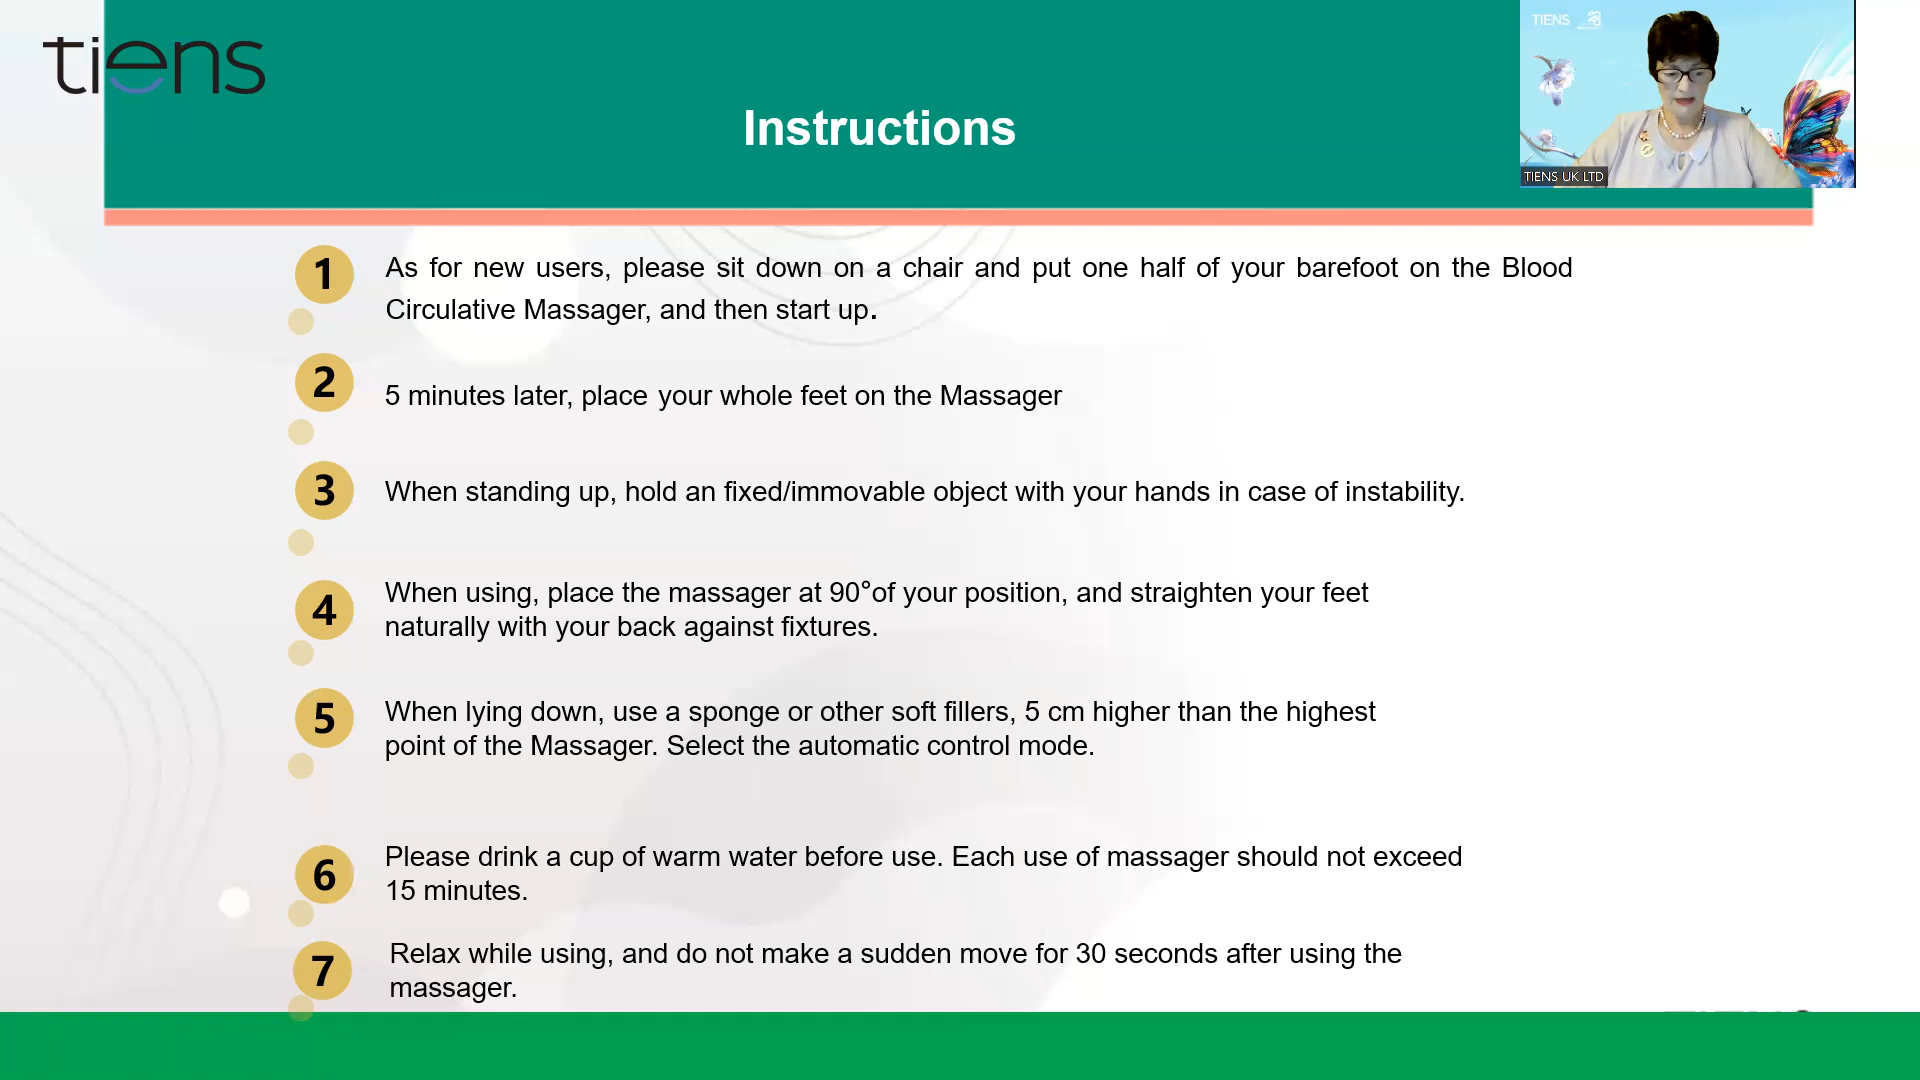 tiens
Instructions
TIENS
TIENS UK LTD
1
As for new users, please sit down on a chair and put one half of your barefoot on the Blood
Circulative Massager, and then start up.
2
5 minutes later, place your whole feet on the Massager
3
When standing up, hold an fixed/immovable object with your hands in case of instability.
4
When using, place the massager at 90°of your position, and straighten your feet
naturally with your back against fixtures.
5
When lying down, use a sponge or other soft fillers, 5 cm higher than the highest
point of the Massager. Select the automatic control mode.
6
Please drink a cup of warm water before use. Each use of massager should not exceed
15 minutes.
7
Relax while using, and do not make a sudden move for 30 seconds after using the
massager.